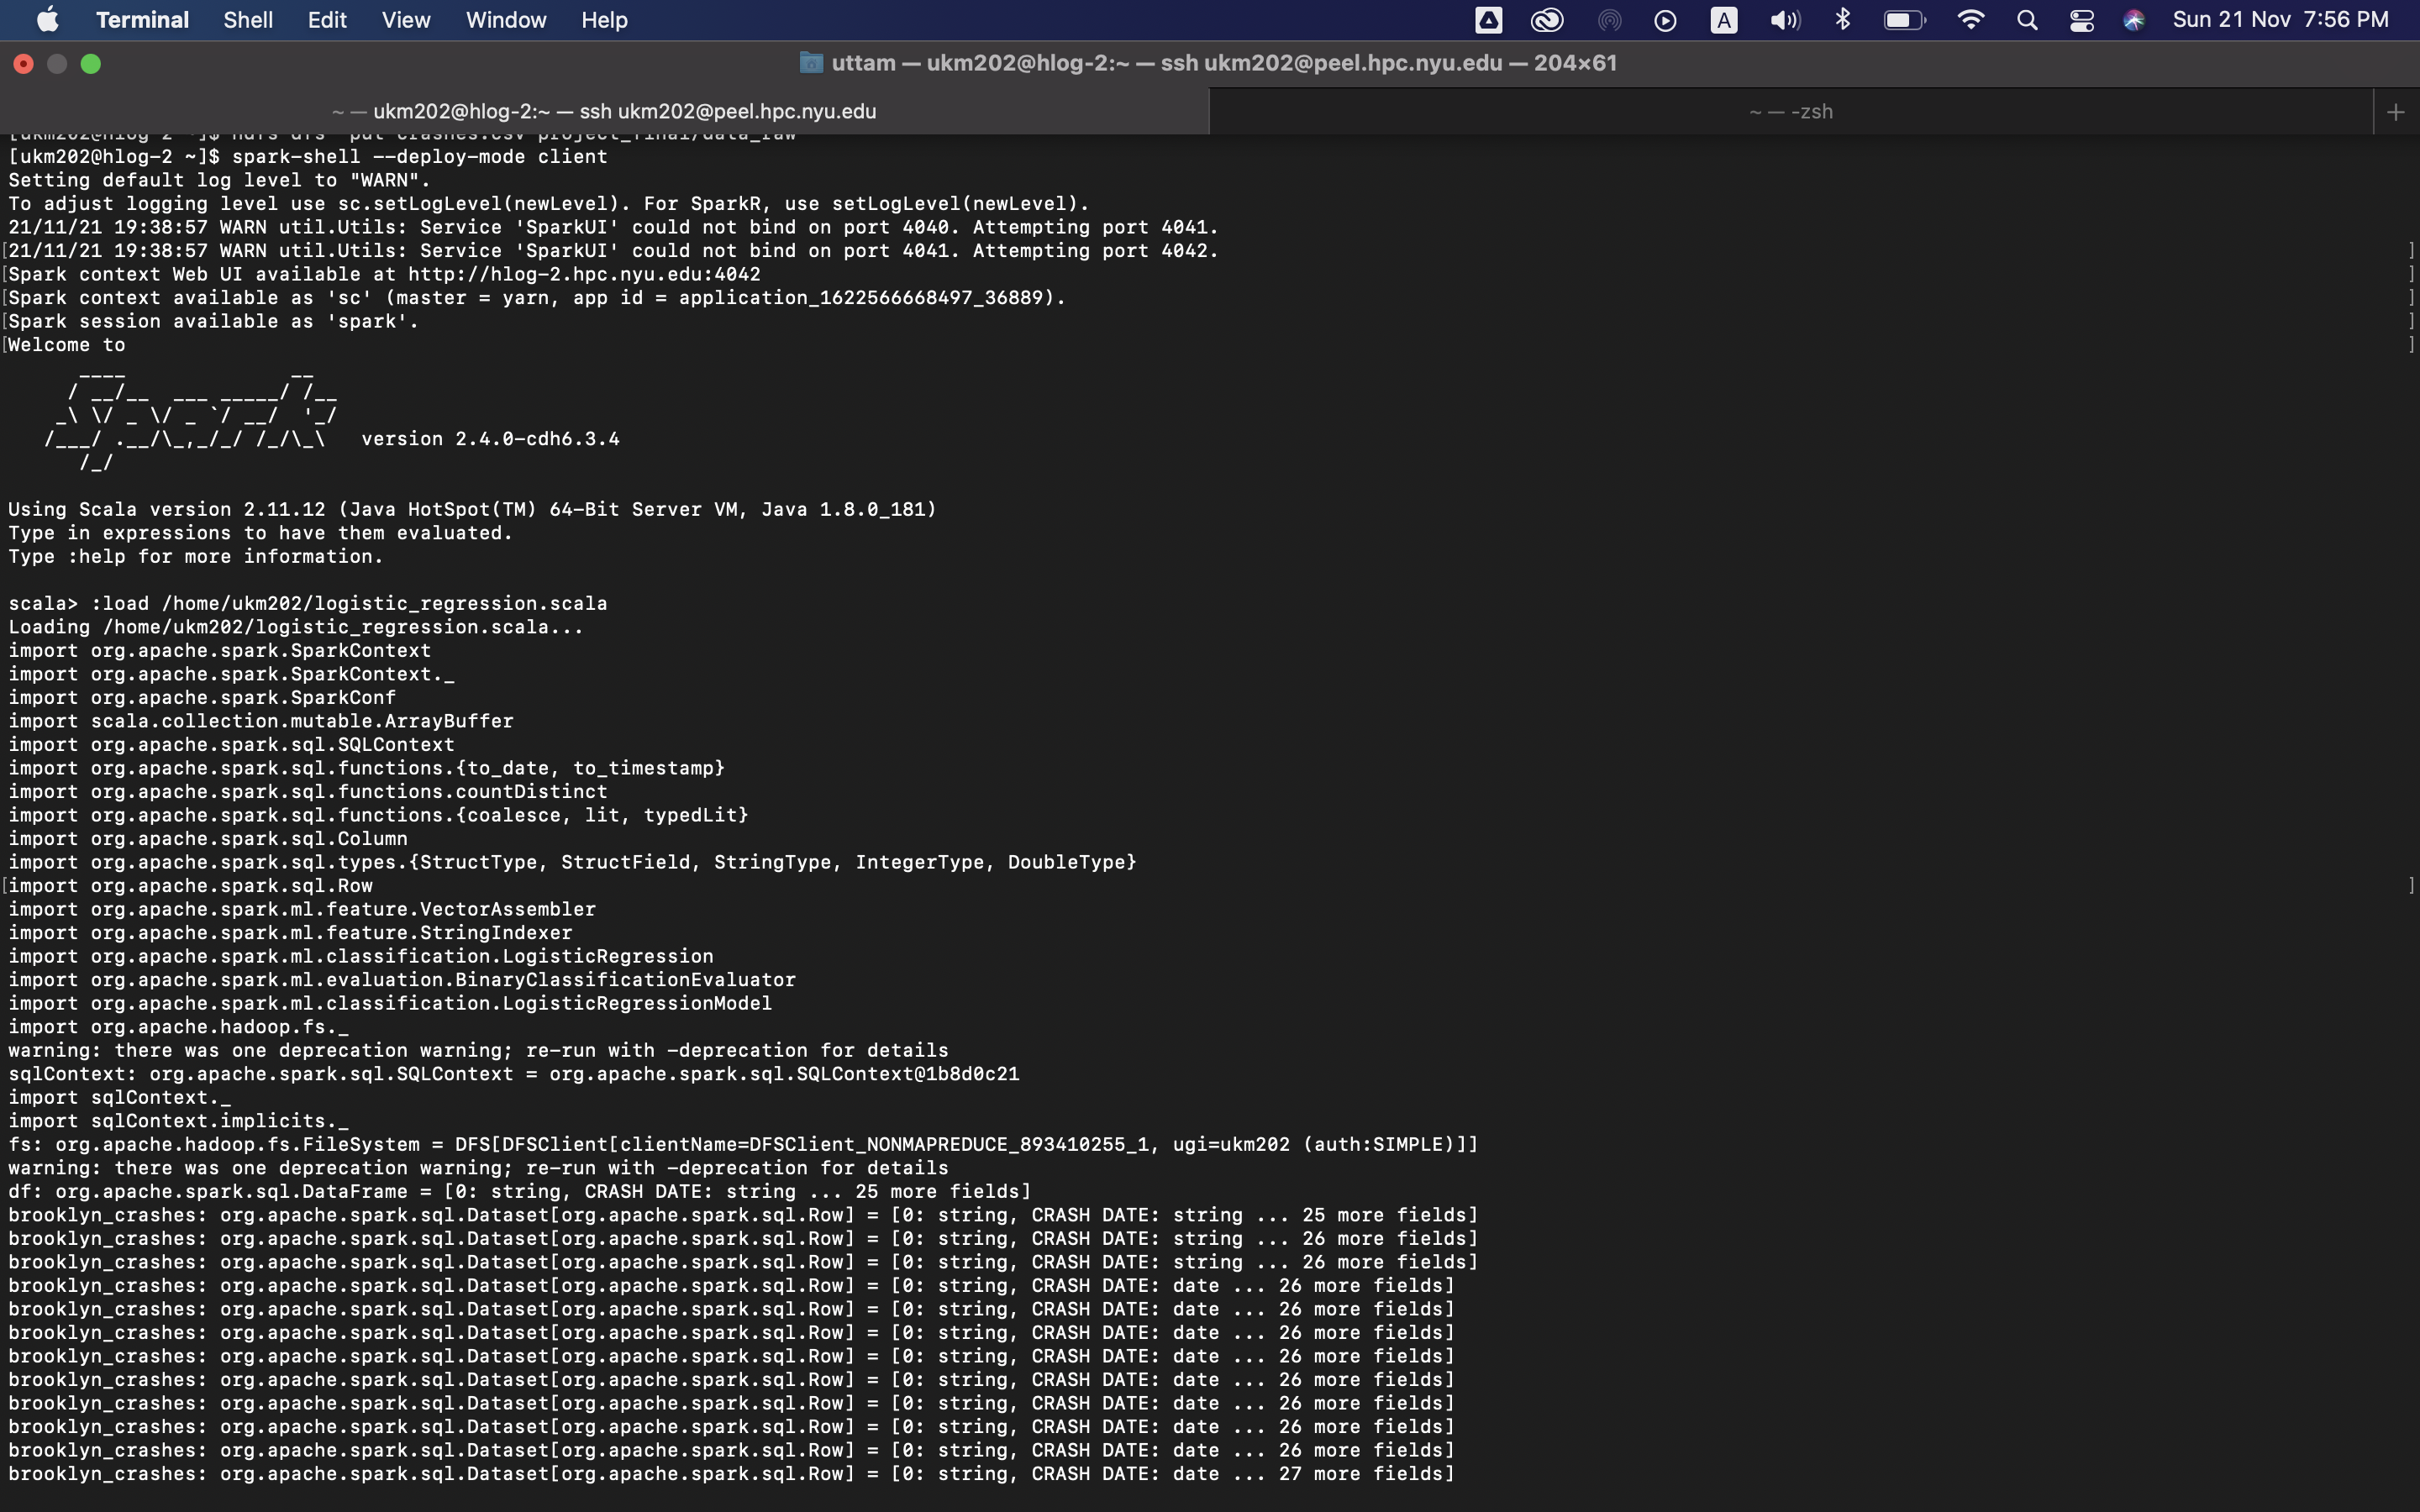 Terminal Shell Edit View Window Help A Sun 21 Nov 7:56 PM
uttam — ukm202@hlog-2:~ — ssh ukm202@peel.hpc.nyu.edu — 204×61
~ — ukm202@hlog-2:~ — ssh ukm202@peel.hpc.nyu.edu ~ — -zsh +
[ukm202@hlog-2 ~]$ hdfs dfs -put crashes.csv project_final/data_raw
[ukm202@hlog-2 ~]$ spark-shell --deploy-mode client
Setting default log level to "WARN".
To adjust logging level use sc.setLogLevel(newLevel). For SparkR, use setLogLevel(newLevel).
21/11/21 19:38:57 WARN util.Utils: Service 'SparkUI' could not bind on port 4040. Attempting port 4041.
[21/11/21 19:38:57 WARN util.Utils: Service 'SparkUI' could not bind on port 4041. Attempting port 4042. ]
[Spark context Web UI available at http://hlog-2.hpc.nyu.edu:4042 ]
[Spark context available as 'sc' (master = yarn, app id = application_1622566668497_36889). ]
[Spark session available as 'spark'. ]
[Welcome to ]
      ____              __
     / __/__  ___ _____/ /__
    _\ \/ _ \/ _ `/ __/  '_/
   /___/ .__/\_,_/_/ /_/\_\   version 2.4.0-cdh6.3.4
      /_/
Using Scala version 2.11.12 (Java HotSpot(TM) 64-Bit Server VM, Java 1.8.0_181)
Type in expressions to have them evaluated.
Type :help for more information.
scala> :load /home/ukm202/logistic_regression.scala
Loading /home/ukm202/logistic_regression.scala...
import org.apache.spark.SparkContext
import org.apache.spark.SparkContext._
import org.apache.spark.SparkConf
import scala.collection.mutable.ArrayBuffer
import org.apache.spark.sql.SQLContext
import org.apache.spark.sql.functions.{to_date, to_timestamp}
import org.apache.spark.sql.functions.countDistinct
import org.apache.spark.sql.functions.{coalesce, lit, typedLit}
import org.apache.spark.sql.Column
import org.apache.spark.sql.types.{StructType, StructField, StringType, IntegerType, DoubleType}
[import org.apache.spark.sql.Row ]
import org.apache.spark.ml.feature.VectorAssembler
import org.apache.spark.ml.feature.StringIndexer
import org.apache.spark.ml.classification.LogisticRegression
import org.apache.spark.ml.evaluation.BinaryClassificationEvaluator
import org.apache.spark.ml.classification.LogisticRegressionModel
import org.apache.hadoop.fs._
warning: there was one deprecation warning; re-run with -deprecation for details
sqlContext: org.apache.spark.sql.SQLContext = org.apache.spark.sql.SQLContext@1b8d0c21
import sqlContext._
import sqlContext.implicits._
fs: org.apache.hadoop.fs.FileSystem = DFS[DFSClient[clientName=DFSClient_NONMAPREDUCE_893410255_1, ugi=ukm202 (auth:SIMPLE)]]
warning: there was one deprecation warning; re-run with -deprecation for details
df: org.apache.spark.sql.DataFrame = [0: string, CRASH DATE: string ... 25 more fields]
brooklyn_crashes: org.apache.spark.sql.Dataset[org.apache.spark.sql.Row] = [0: string, CRASH DATE: string ... 25 more fields]
brooklyn_crashes: org.apache.spark.sql.Dataset[org.apache.spark.sql.Row] = [0: string, CRASH DATE: string ... 26 more fields]
brooklyn_crashes: org.apache.spark.sql.Dataset[org.apache.spark.sql.Row] = [0: string, CRASH DATE: string ... 26 more fields]
brooklyn_crashes: org.apache.spark.sql.Dataset[org.apache.spark.sql.Row] = [0: string, CRASH DATE: date ... 26 more fields]
brooklyn_crashes: org.apache.spark.sql.Dataset[org.apache.spark.sql.Row] = [0: string, CRASH DATE: date ... 26 more fields]
brooklyn_crashes: org.apache.spark.sql.Dataset[org.apache.spark.sql.Row] = [0: string, CRASH DATE: date ... 26 more fields]
brooklyn_crashes: org.apache.spark.sql.Dataset[org.apache.spark.sql.Row] = [0: string, CRASH DATE: date ... 26 more fields]
brooklyn_crashes: org.apache.spark.sql.Dataset[org.apache.spark.sql.Row] = [0: string, CRASH DATE: date ... 26 more fields]
brooklyn_crashes: org.apache.spark.sql.Dataset[org.apache.spark.sql.Row] = [0: string, CRASH DATE: date ... 26 more fields]
brooklyn_crashes: org.apache.spark.sql.Dataset[org.apache.spark.sql.Row] = [0: string, CRASH DATE: date ... 26 more fields]
brooklyn_crashes: org.apache.spark.sql.Dataset[org.apache.spark.sql.Row] = [0: string, CRASH DATE: date ... 26 more fields]
brooklyn_crashes: org.apache.spark.sql.Dataset[org.apache.spark.sql.Row] = [0: string, CRASH DATE: date ... 27 more fields]